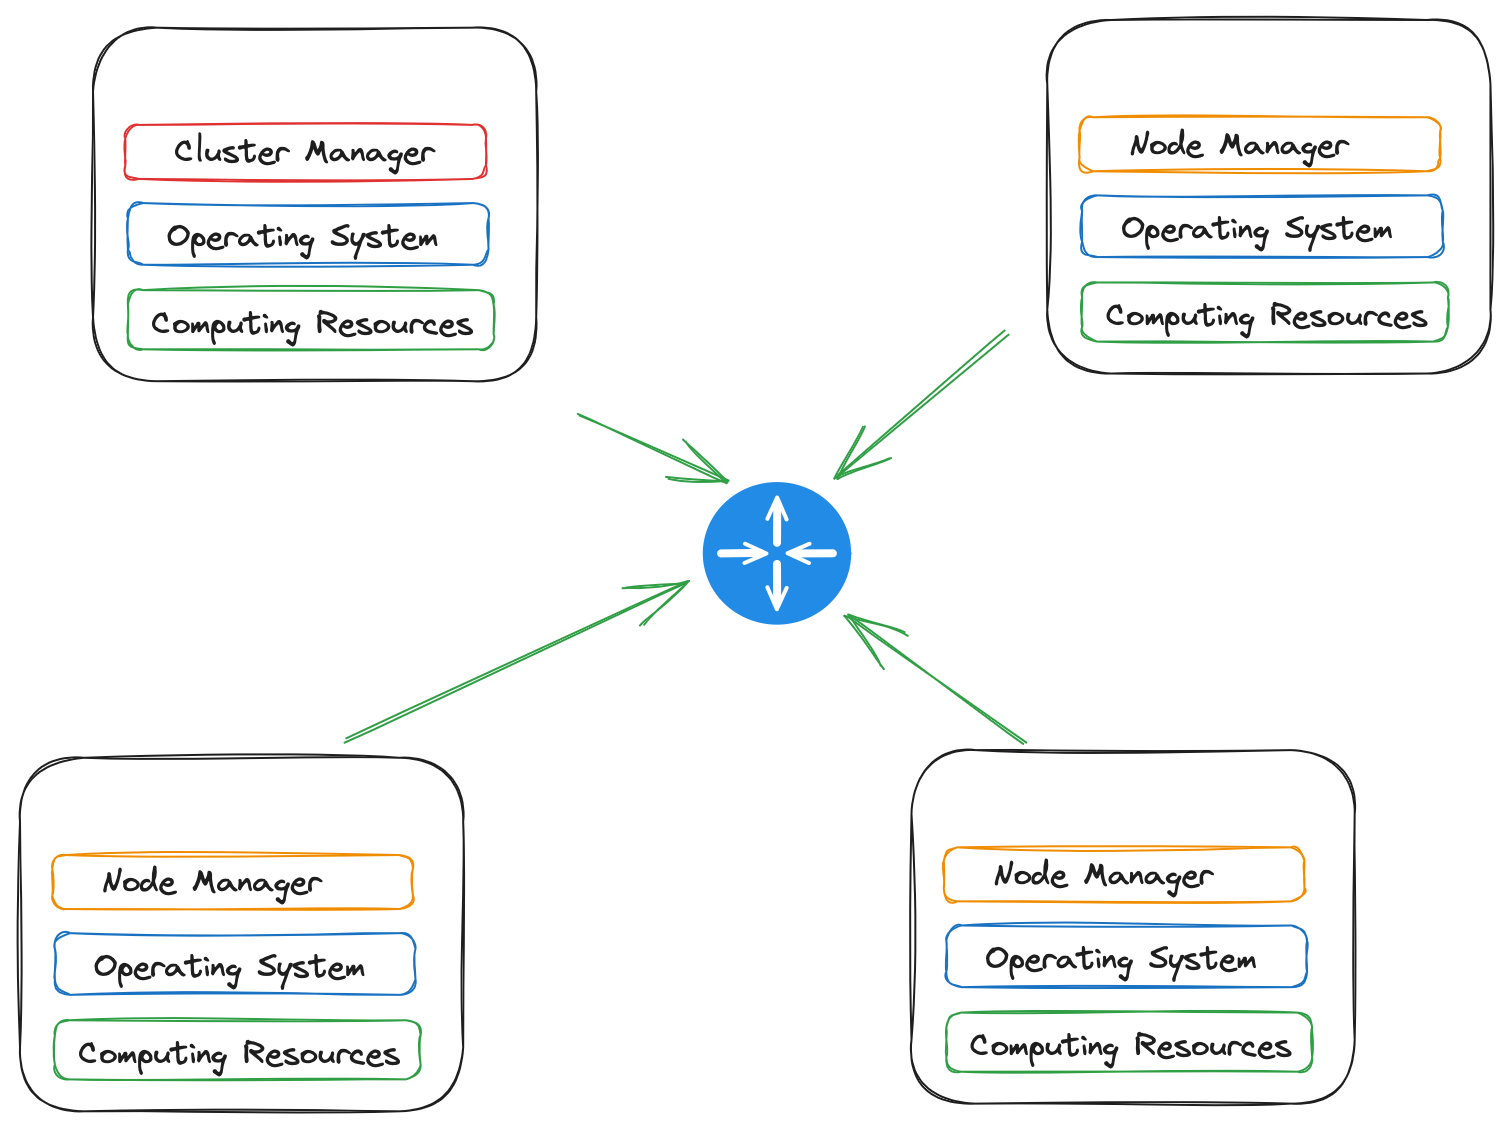 Cluster Manager
Operating System
Computing Resources
Node Manager
Operating System
Computing Resources
Node Manager
Operating System
Computing Resources
Node Manager
Operating System
Computing Resources